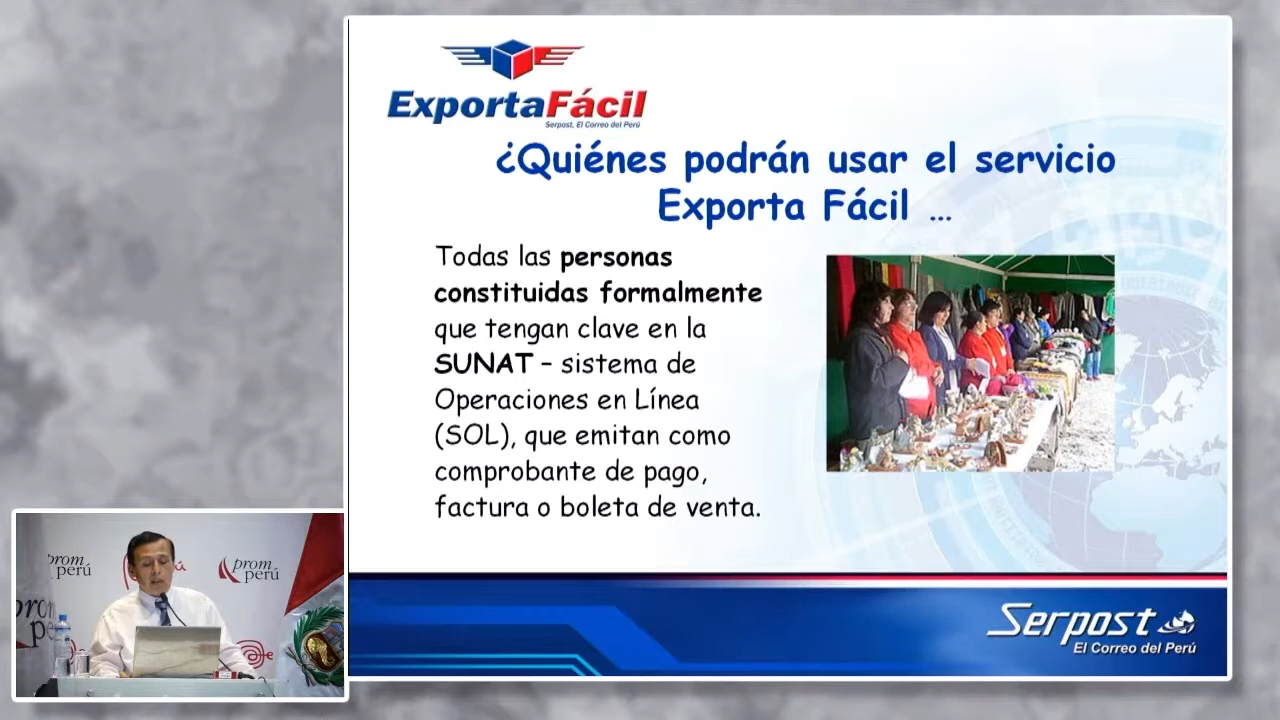 ExportaFácil
Serpost, El Correo del Perú
¿Quiénes podrán usar el servicio
Exporta Fácil ...
Todas las personas
constituidas formalmente
que tengan clave en la
SUNAT – sistema de
Operaciones en Línea
(SOL), que emitan como
comprobante de pago,
factura o boleta de venta.
Serpost
El Correo del Perú
prom
perú
prom
perú